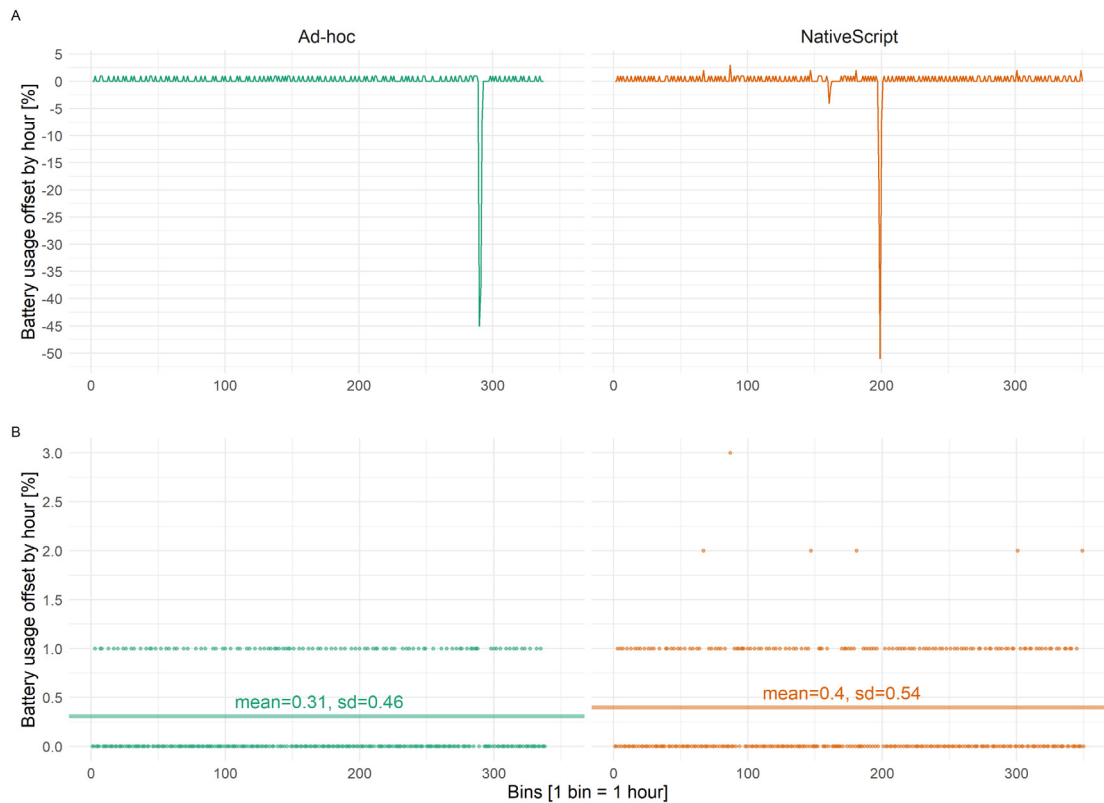 A
Ad-hoc
NativeScript
Battery usage offset by hour [%]
5
0
-5
-10
-15
-20
-25
-30
-35
-40
-45
-50
0 100 200 300
0 100 200 300
B
Battery usage offset by hour [%]
3.0
2.5
2.0
1.5
1.0
0.5
0.0
mean=0.31, sd=0.46
mean=0.4, sd=0.54
0 100 200 300
0 100 200 300
Bins [1 bin = 1 hour]